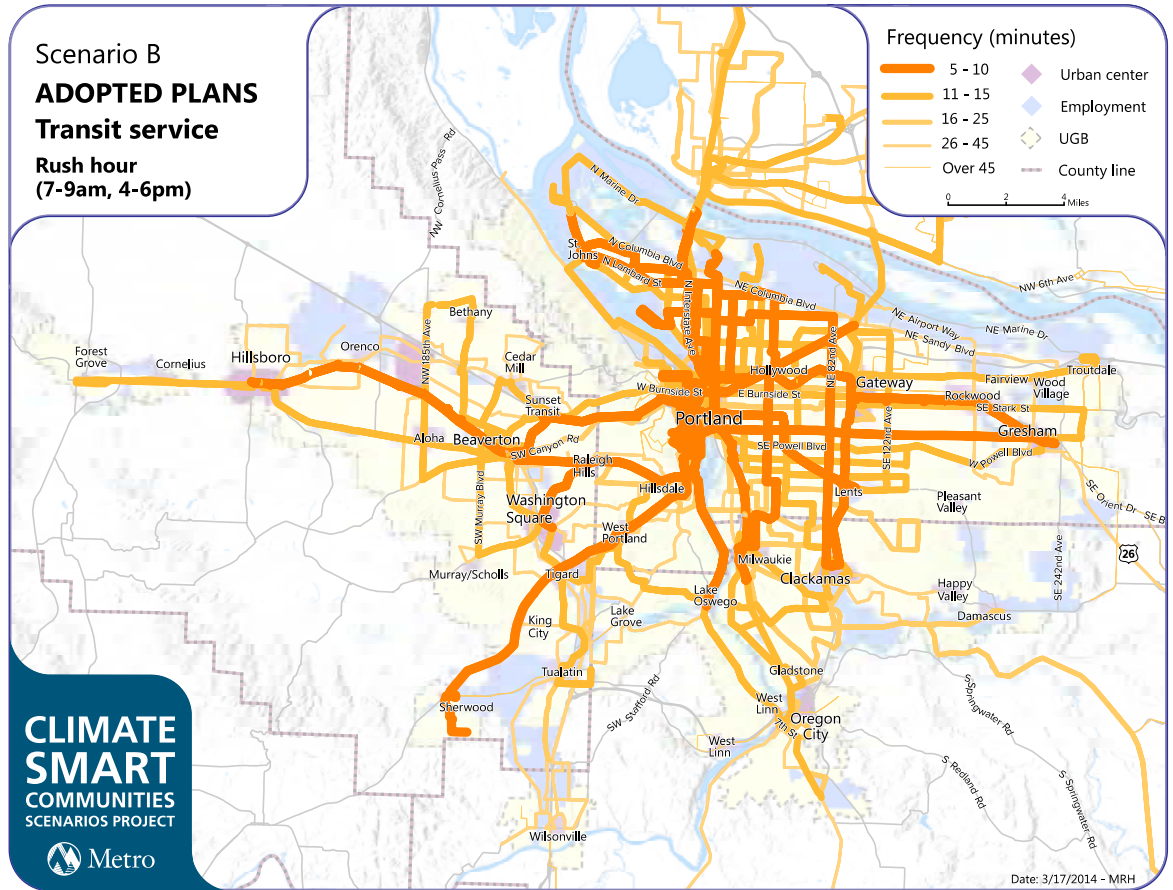 Scenario B
ADOPTED PLANS
Transit service
Rush hour
(7-9am, 4-6pm)
Frequency (minutes)
5 - 10
11 - 15
16 - 25
26 - 45
Over 45
Urban center
Employment
UGB
County line
0 2 4
Miles
NW Cornelius Pass Rd
N Marine Dr
St
Johns
N Columbia Blvd
N Lombard St
N Interstate Ave
NE Columbia Blvd
NW 6th Ave
NE Airport Way
NE Marine Dr
NE Sandy Blvd
NE 82nd Ave
Bethany
NW 185th Ave
Forest
Grove
Cornelius
Hillsboro
Orenco
Cedar
Mill
Hollywood
Gateway
Fairview
Wood
Village
Troutdale
Rockwood
W Burnside St
E Burnside St
SE Stark St
Sunset
Transit
Portland
Gresham
Aloha
Beaverton
SW Canyon Rd
SE Powell Blvd
SE 122nd Ave
W Powell Blvd
Raleigh
Hills
Hillsdale
Washington
Square
SW Murray Blvd
Lents
Pleasant
Valley
SE Orient Dr
SE B
West
Portland
26
Milwaukie
Clackamas
SE 242nd Ave
Murray/Scholls
Tigard
Lake
Oswego
Happy
Valley
Damascus
King
City
Lake
Grove
Tualatin
Gladstone
SW Stafford Rd
Sherwood
West
Linn
Oregon
City
7th St
West
Linn
S Springwater Rd
S Redland Rd
S Springwater Rd
Wilsonville
CLIMATE
SMART
COMMUNITIES
SCENARIOS PROJECT
Metro
Date: 3/17/2014 - MRH